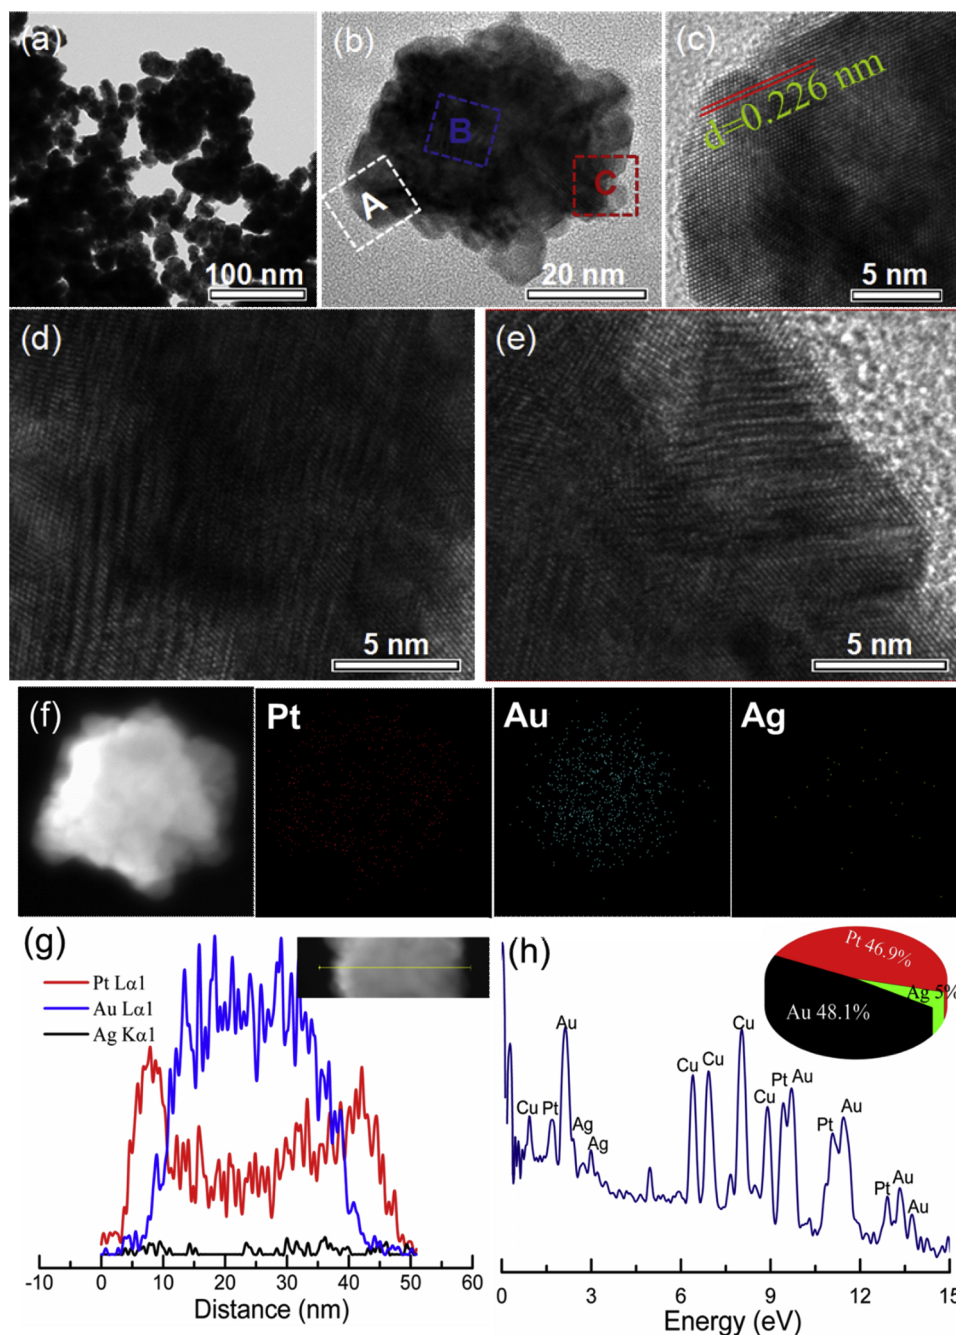 (a)
100 nm
(b)
A
B
C
20 nm
(c)
d=0.226 nm
5 nm
(d)
5 nm
(e)
5 nm
(f)
Pt
Au
Ag
(g)
Pt Lα1
Au Lα1
Ag Kα1
-10 0 10 20 30 40 50 60
Distance (nm)
(h)
Pt 46.9%
Ag 5%
Au 48.1%
Cu
Pt
Au
Ag
Ag
Cu
Cu
Cu
Cu
Pt
Au
Pt
Au
Pt
Au
Au
0 3 6 9 12 15
Energy (eV)